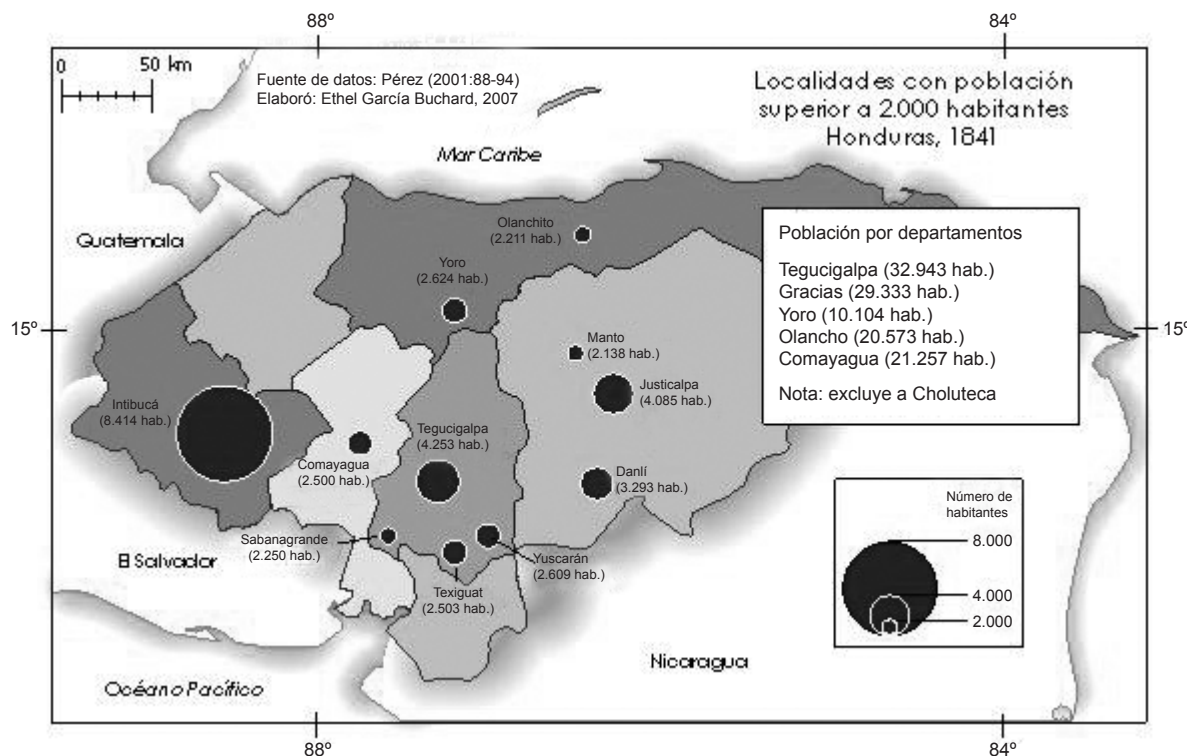 88º
84º
0 50 km
Fuente de datos: Pérez (2001:88-94)
Elaboró: Ethel García Buchard, 2007
Localidades con población
superior a 2.000 habitantes
Honduras, 1841
Mar Caribe
Guatemala
Olanchito
(2.211 hab.)
Yoro
(2.624 hab.)
Población por departamentos
Tegucigalpa (32.943 hab.)
Gracias (29.333 hab.)
Yoro (10.104 hab.)
Olancho (20.573 hab.)
Comayagua (21.257 hab.)
Nota: excluye a Choluteca
15º
15º
Manto
(2.138 hab.)
Justicalpa
(4.085 hab.)
Intibucá
(8.414 hab.)
Tegucigalpa
(4.253 hab.)
Comayagua
(2.500 hab.)
Danlí
(3.293 hab.)
Número de
habitantes
8.000
4.000
2.000
Sabanagrande
(2.250 hab.)
El Salvador
Yuscarán
(2.609 hab.)
Texiguat
(2.503 hab.)
Nicaragua
Océano Pacífico
88º
84º